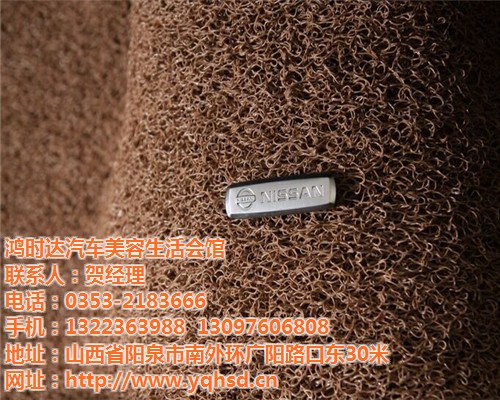 NISSAN
鸿时达汽车美容生活会馆
联系人：贺经理
电话：0353-2183666
手机：1322363988 13097606808
地址：山西省阳泉市南外环广阳路口东30米
网址：http://www.yqhsd.cn